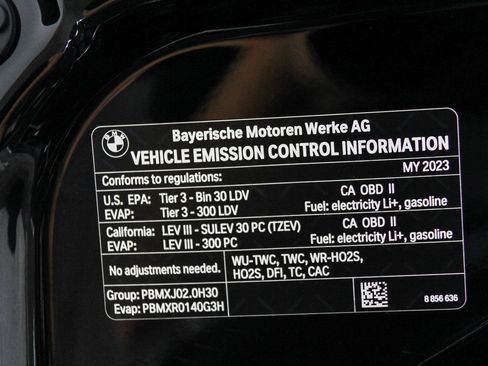 BMW
Bayerische Motoren Werke AG
VEHICLE EMISSION CONTROL INFORMATION
Conforms to regulations: MY 2023
U.S. EPA: Tier 3 - Bin 30 LDV CA OBD II
EVAP: Tier 3 - 300 LDV Fuel: electricity Li+, gasoline
California: LEV III - SULEV 30 PC (TZEV) CA OBD II
EVAP: LEV III - 300 PC Fuel: electricity Li+, gasoline
No adjustments needed. WU-TWC, TWC, WR-HO2S,
HO2S, DFI, TC, CAC
Group: PBMXJ02.0H30
Evap: PBMXR0140G3H 8 856 636